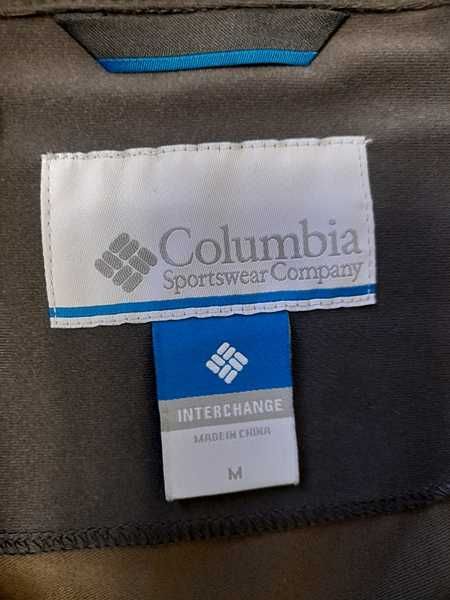 Columbia
Sportswear Company
INTERCHANGE
MADE IN CHINA
M